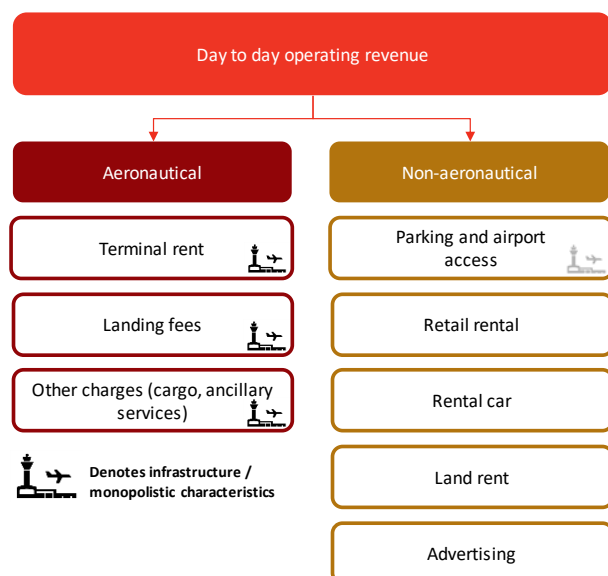 Day to day operating revenue
Aeronautical
Non-aeronautical
Terminal rent
Parking and airport
access
Landing fees
Retail rental
Other charges (cargo, ancillary
services)
Rental car
Denotes infrastructure /
monopolistic characteristics
Land rent
Advertising